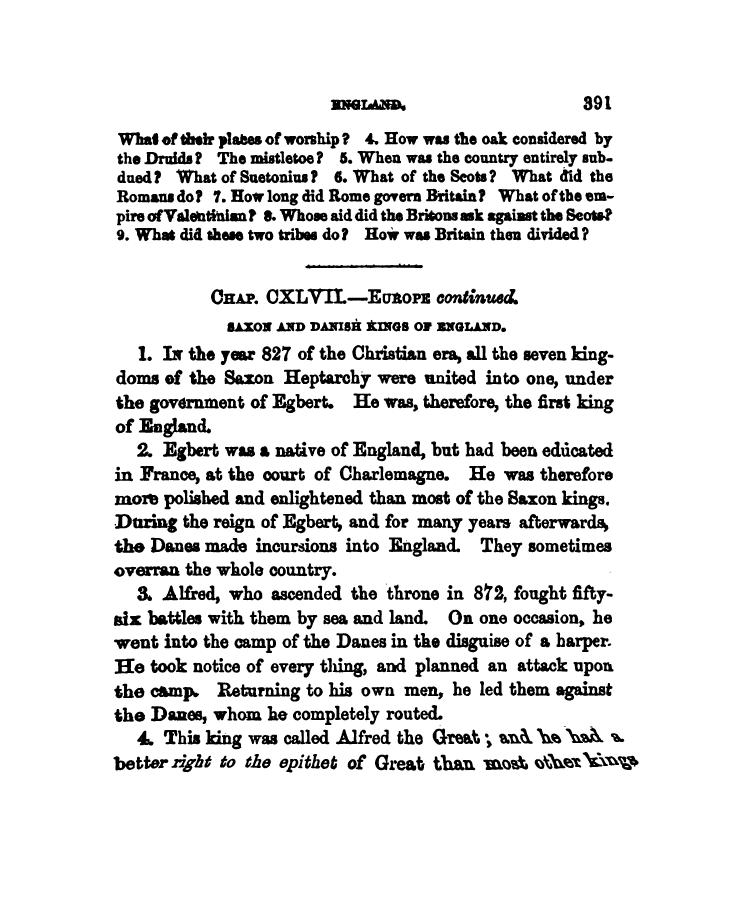 ENGLAND. 391
What of their places of worship? 4. How was the oak considered by
the Druids? The mistletoe? 5. When was the country entirely sub-
dued? What of Suetonius? 6. What of the Scots? What did the
Romans do? 7. How long did Rome govern Britain? What of the em-
pire of Valentinian? 8. Whose aid did the Britons ask against the Scots?
9. What did these two tribes do? How was Britain then divided?
CHAP. CXLVII.—EUROPE continued.
SAXON AND DANISH KINGS OF ENGLAND.
1. IN the year 827 of the Christian era, all the seven king-
doms of the Saxon Heptarchy were united into one, under
the government of Egbert. He was, therefore, the first king
of England.
2. Egbert was a native of England, but had been educated
in France, at the court of Charlemagne. He was therefore
more polished and enlightened than most of the Saxon kings.
During the reign of Egbert, and for many years afterwards,
the Danes made incursions into England. They sometimes
overran the whole country.
3. Alfred, who ascended the throne in 872, fought fifty-
six battles with them by sea and land. On one occasion, he
went into the camp of the Danes in the disguise of a harper.
He took notice of every thing, and planned an attack upon
the camp. Returning to his own men, he led them against
the Danes, whom he completely routed.
4. This king was called Alfred the Great; and he had a
better right to the epithet of Great than most other kings